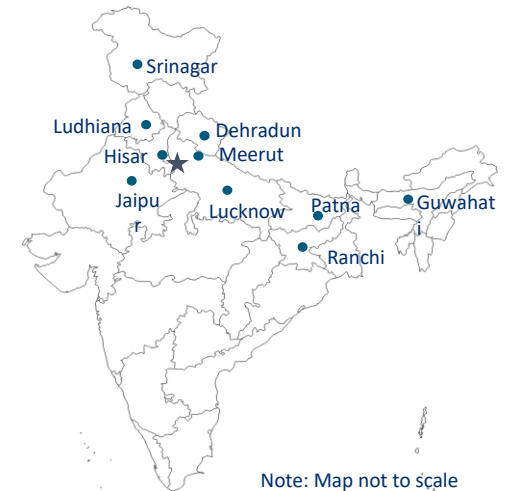 Srinagar
Ludhiana
Dehradun
Hisar
Meerut
Jaipu
r
Lucknow
Patna
Guwahat
i
Ranchi
Note: Map not to scale